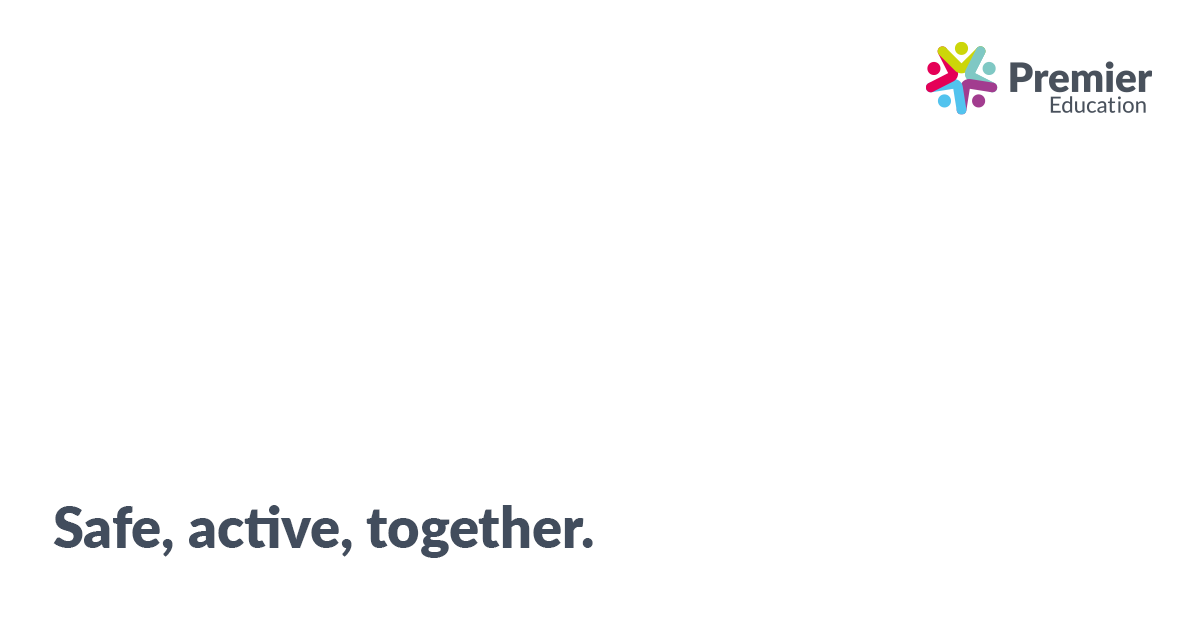 Premier
Education
Safe, active, together.